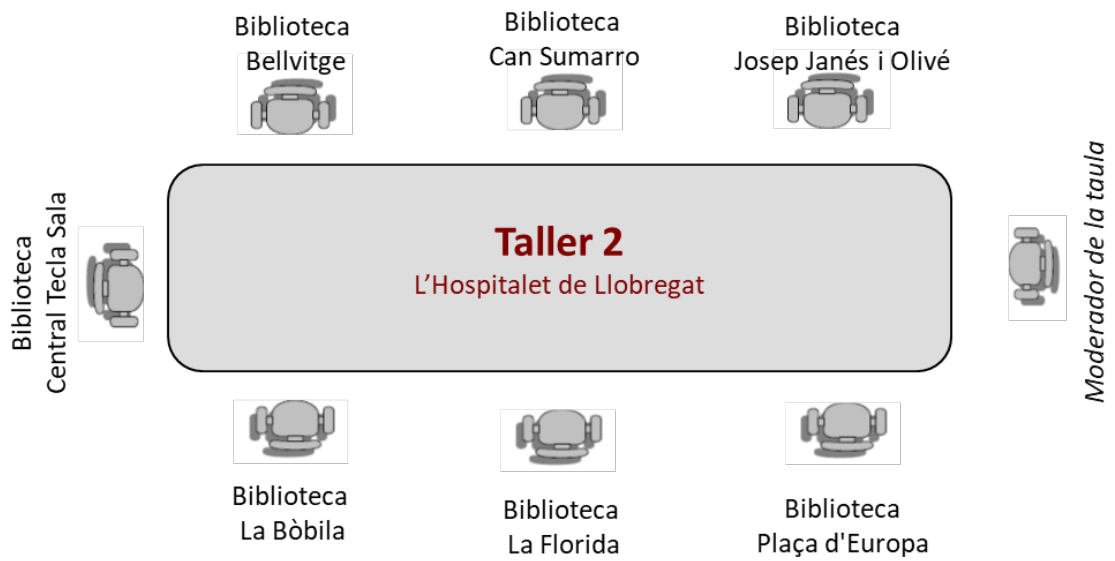 Biblioteca
Bellvitge
Biblioteca
Can Sumarro
Biblioteca
Josep Janés i Olivé
Biblioteca
Central Tecla Sala
Taller 2
L’Hospitalet de Llobregat
Moderador de la taula
Biblioteca
La Bòbila
Biblioteca
La Florida
Biblioteca
Plaça d'Europa